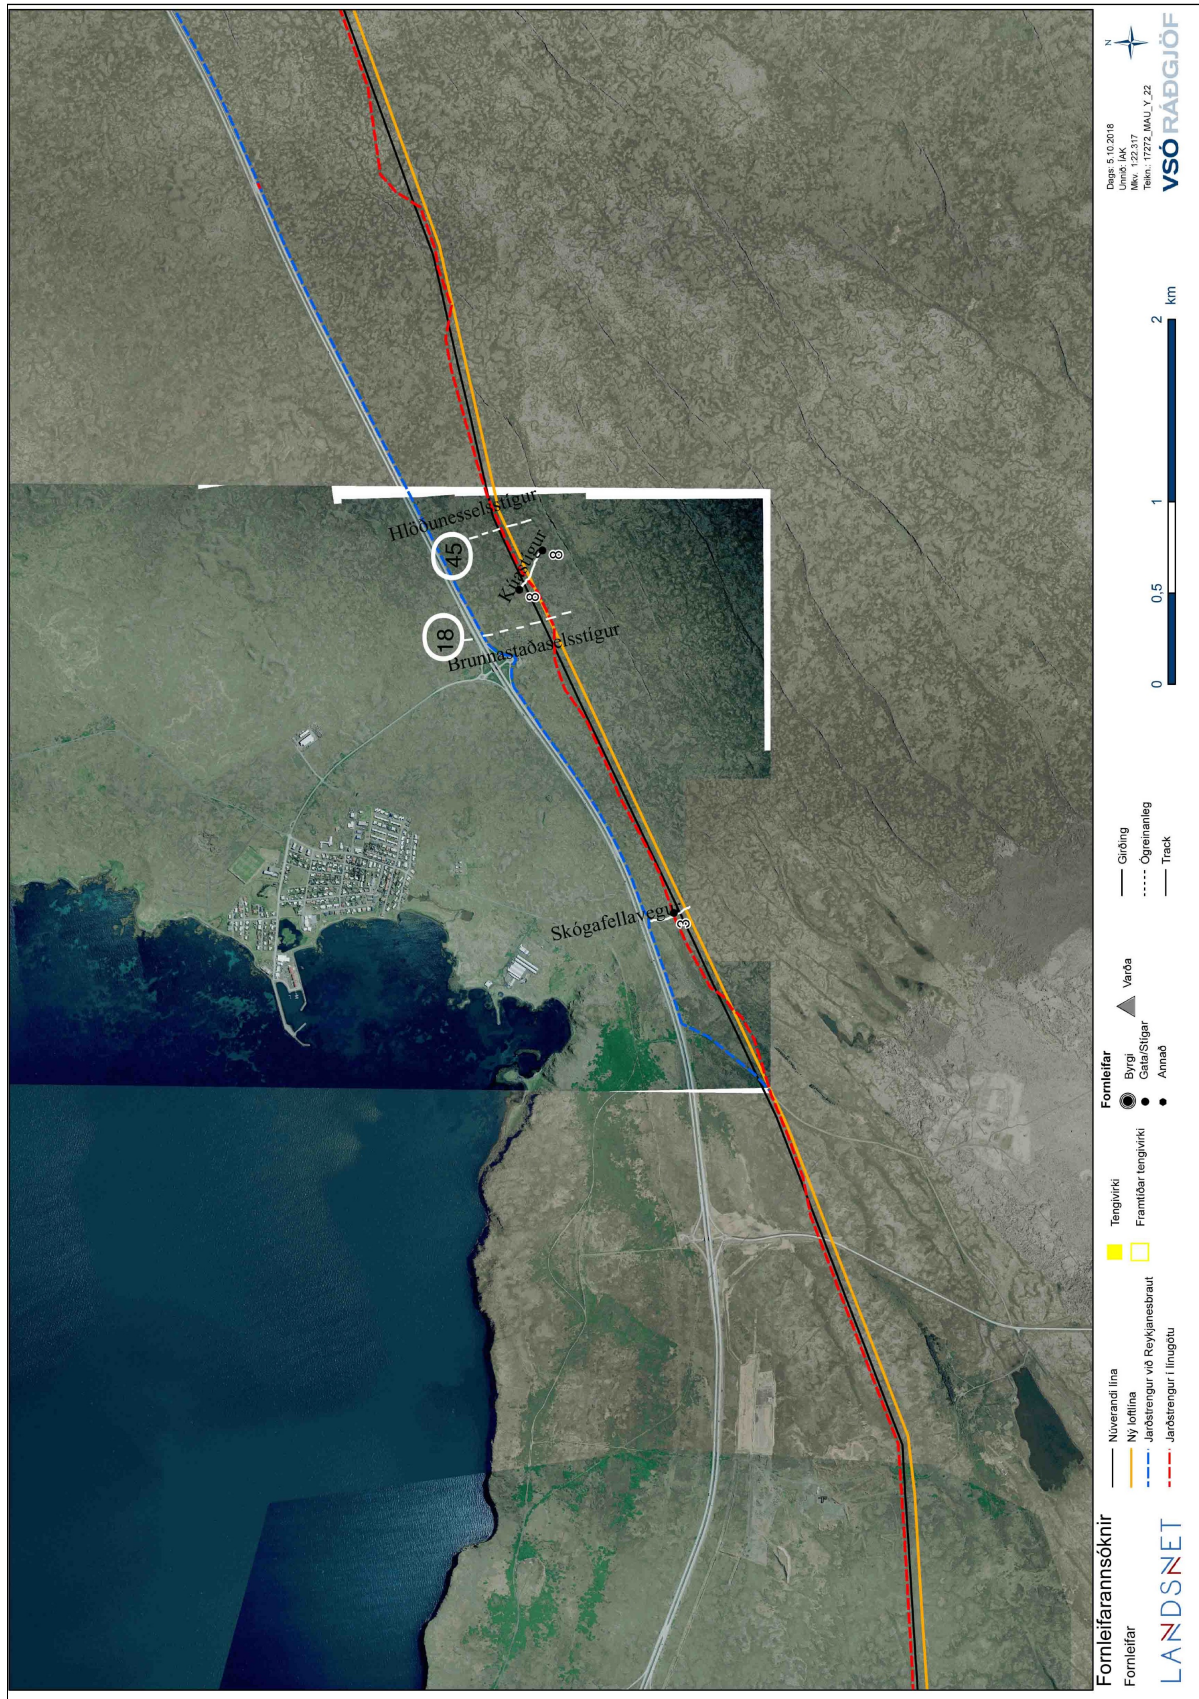 Hlöðunesselsstígur
45
Kúastígur
8
8
18
Brunnastaðaselsstígur
Skógafellavegur
3
Fornleifarannsóknir
Fornleifar
LANDSNET
Núverandi lína
Ný loftlína
Jarðstrengur við Reykjanesbraut
Jarðstrengur í línugötu
Tengivirki
Framtíðar tengivirki
Fornleifar
Byrgi
Gata/Stígar
Annað
Varða
Girðing
Ógreinanleg
Track
0
0,5
1
2
km
N
Dags: 5.10.2018
Unnið: ÍAK
Mkv. 1:22.317
Teikn.: 17272_MAU_Y_22
VSÓ RÁÐGJÖF